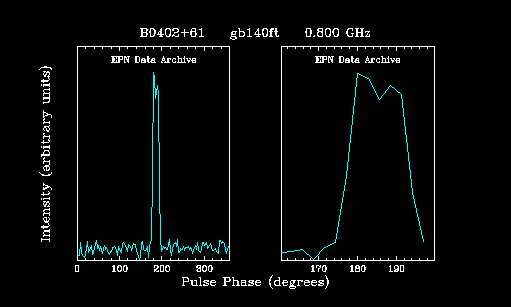 B0402+61 gb140ft 0.800 GHz
EPN Data Archive EPN Data Archive
Intensity (arbitrary units)
0 100 200 300 170 180 190
Pulse Phase (degrees)